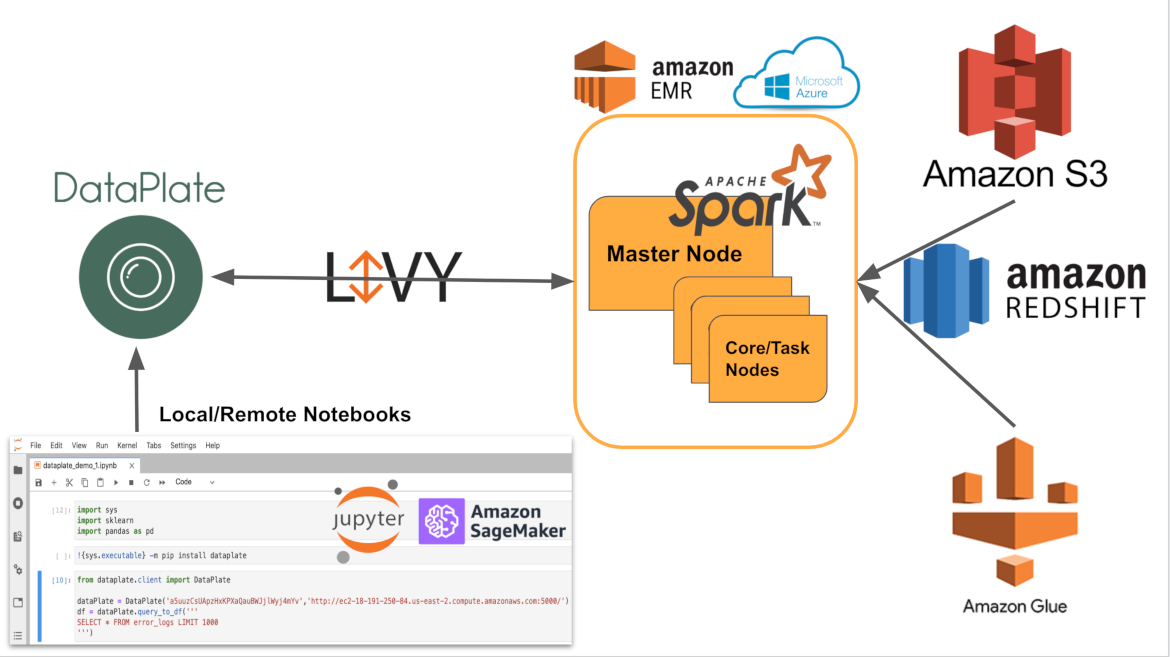 amazon
EMR
Microsoft
Azure
Amazon S3
DataPlate
APACHE
Spark™
Master Node
LIVY
amazon
REDSHIFT
Core/Task
Nodes
Local/Remote Notebooks
File Edit View Run Kernel Tabs Settings Help
dataplate_demo_1.ipynb X
Code
[12]: import sys
import sklearn
import pandas as pd
jupyter
Amazon
SageMaker
[ ]: !{sys.executable} -m pip install dataplate
[10]: from dataplate.client import DataPlate
dataPlate = DataPlate('a5uuzCsUApzHxKPXaQauBWJjlWyj4mYv','http://ec2-18-191-250-84.us-east-2.compute.amazonaws.com:5000/')
df = dataPlate.query_to_df('''
SELECT * FROM error_logs LIMIT 1000
''')
Amazon Glue